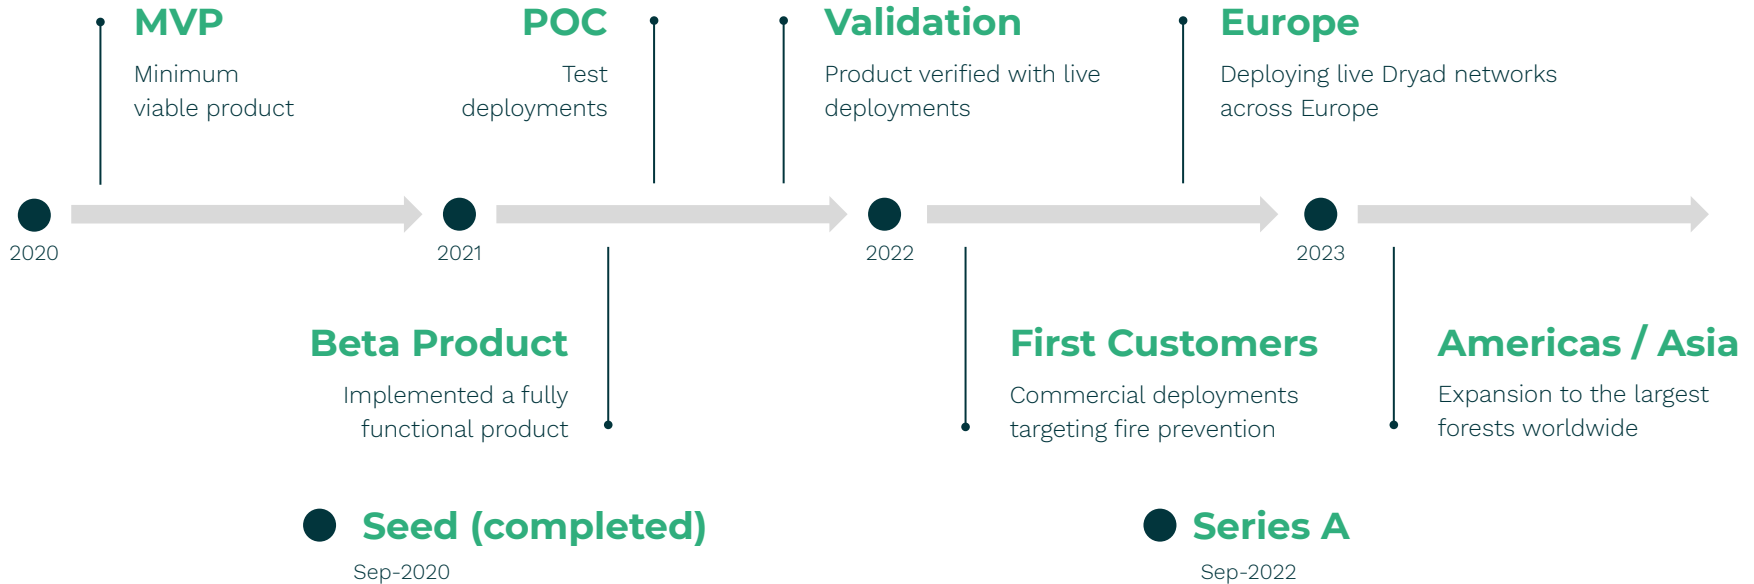 MVP
Minimum
viable product
POC
Test
deployments
Validation
Product verified with live
deployments
Europe
Deploying live Dryad networks
across Europe
2020
2021
2022
2023
Beta Product
Implemented a fully
functional product
First Customers
Commercial deployments
targeting fire prevention
Americas / Asia
Expansion to the largest
forests worldwide
Seed (completed)
Sep-2020
Series A
Sep-2022